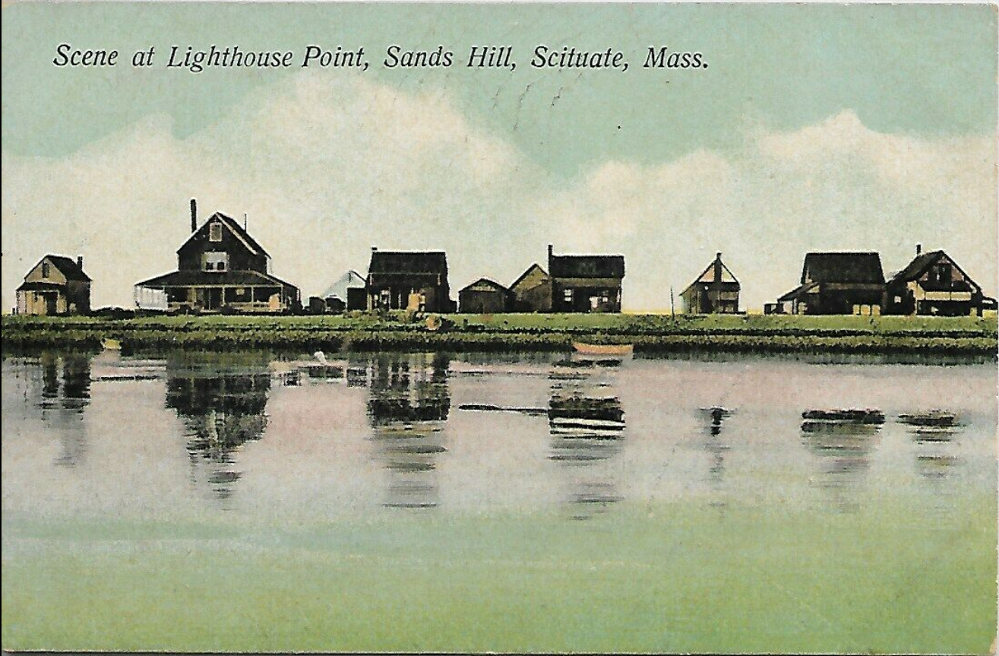 Scene at Lighthouse Point, Sands Hill, Scituate, Mass.